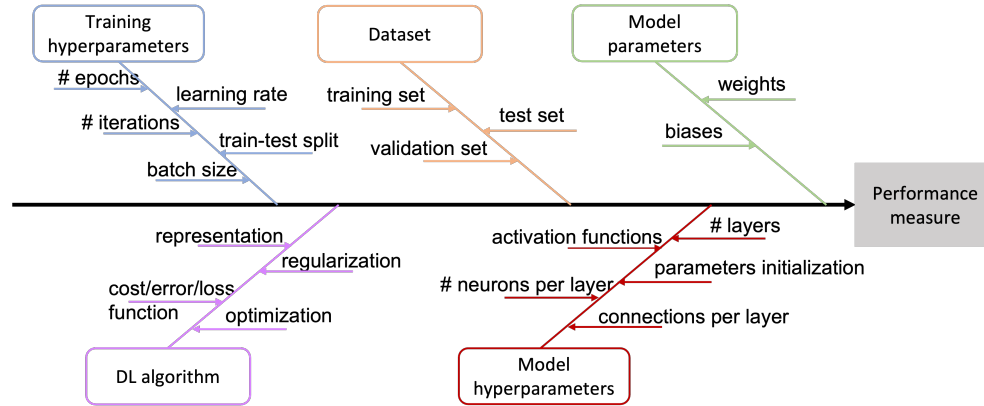 Training
hyperparameters
Dataset
Model
parameters
# epochs
learning rate
# iterations
train-test split
batch size
training set
test set
validation set
weights
biases
Performance
measure
representation
regularization
cost/error/loss
function
optimization
DL algorithm
activation functions
# layers
parameters initialization
# neurons per layer
connections per layer
Model
hyperparameters